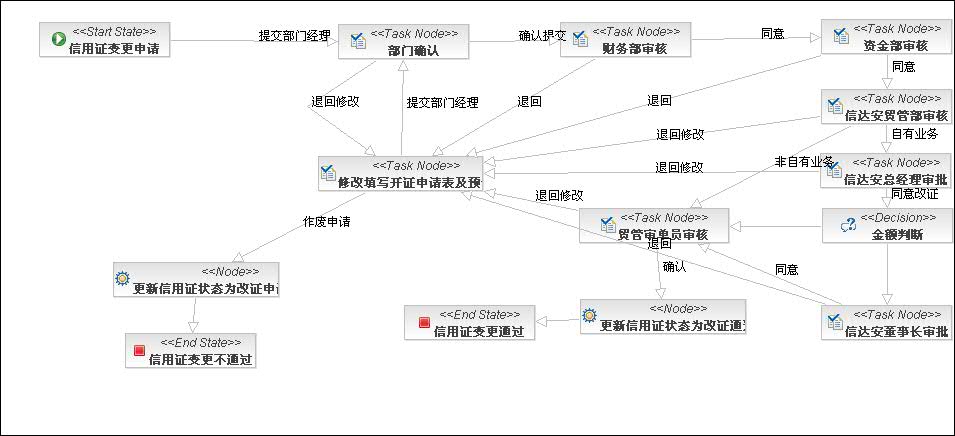 <<Start State>>
信用证变更申请
提交部门经理
<<Task Node>>
部门确认
确认提交
<<Task Node>>
财务部审核
同意
<<Task Node>>
资金部审核
同意
退回修改
提交部门经理
退回
退回
<<Task Node>>
信达安贸管部审核
退回修改
自有业务
<<Task Node>>
修改填写开证申请表及预
退回修改
非自有业务
<<Task Node>>
信达安总经理审批
同意改证
退回修改
作废申请
<<Task Node>>
贸管审单员审核
退回
<<Decision>>
金额判断
确认
同意
<<Node>>
更新信用证状态为改证申
<<End State>>
信用证变更通过
<<Node>>
更新信用证状态为改证通
<<Task Node>>
信达安董事长审批
<<End State>>
信用证变更不通过